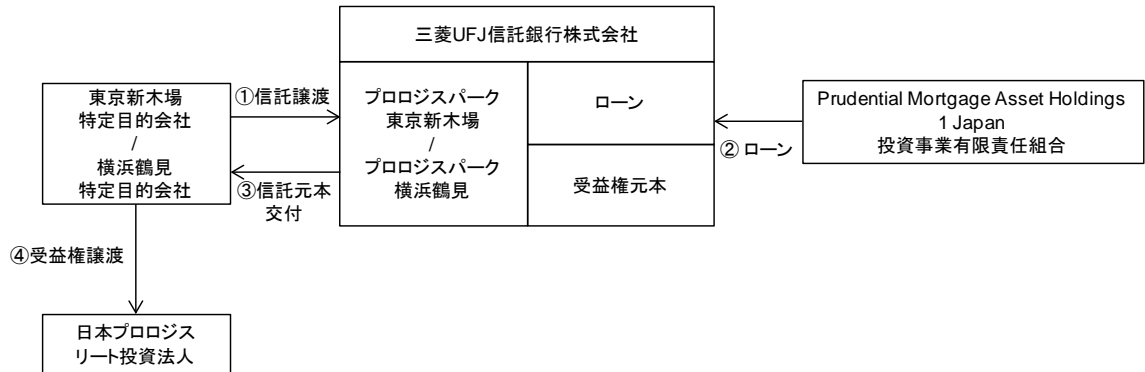 三菱UFJ信託銀行株式会社
東京新木場
特定目的会社
/
横浜鶴見
特定目的会社
①信託譲渡
③信託元本
交付
プロロジスパーク
東京新木場
/
プロロジスパーク
横浜鶴見
ローン
受益権元本
② ローン
Prudential Mortgage Asset Holdings
1 Japan
投資事業有限責任組合
④受益権譲渡
日本プロロジス
リート投資法人